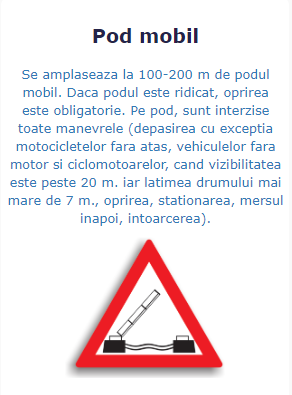 Pod mobil
Se amplaseaza la 100-200 m de podul
mobil. Daca podul este ridicat, oprirea
este obligatorie. Pe pod, sunt interzise
toate manevrele (depasirea cu exceptia
motocicletelor fara atas, vehiculelor fara
motor si ciclomotoarelor, cand vizibilitatea
este peste 20 m. iar latimea drumului mai
mare de 7 m., oprirea, stationarea, mersul
inapoi, intoarcerea).